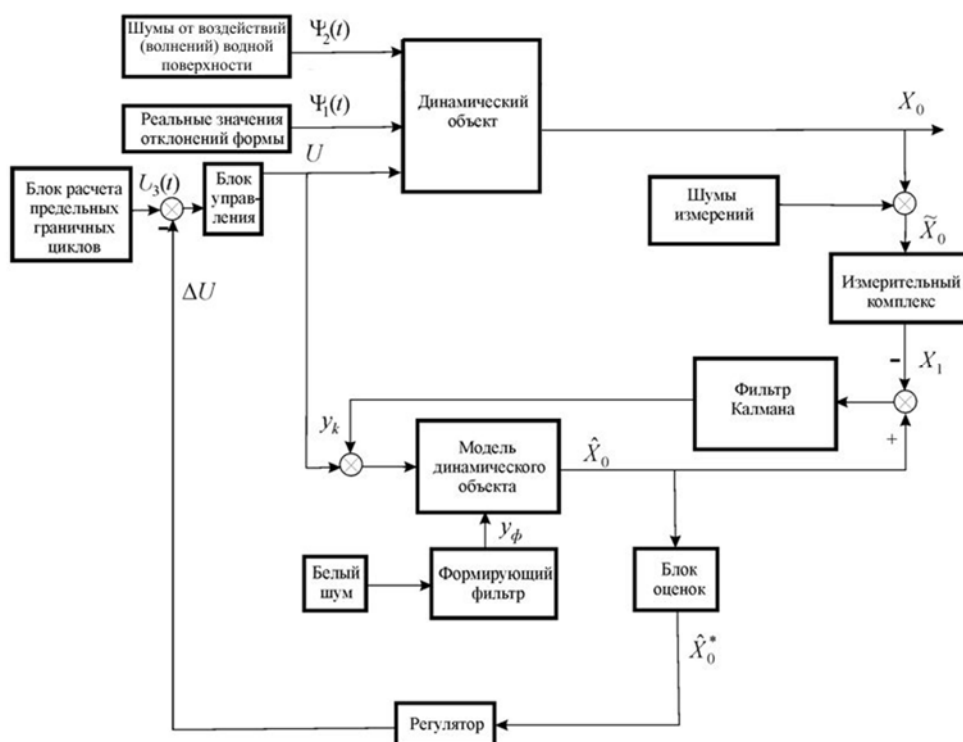 Шумы от воздействий
(волнений) водной
поверхности
Ψ₂(t)
Динамический
объект
X₀
Реальные значения
отклонений формы
Ψ₁(t)
U
Блок расчета
предельных
граничных
циклов
U₃(t)
Блок
управ-
ления
Шумы
измерений
X̃₀
Измерительный
комплекс
ΔU
X₁
Фильтр
Калмана
yₖ
+
Модель
динамического
объекта
X̂₀
y_ф
Белый
шум
Формирующий
фильтр
Блок
оценок
X̂₀*
Регулятор